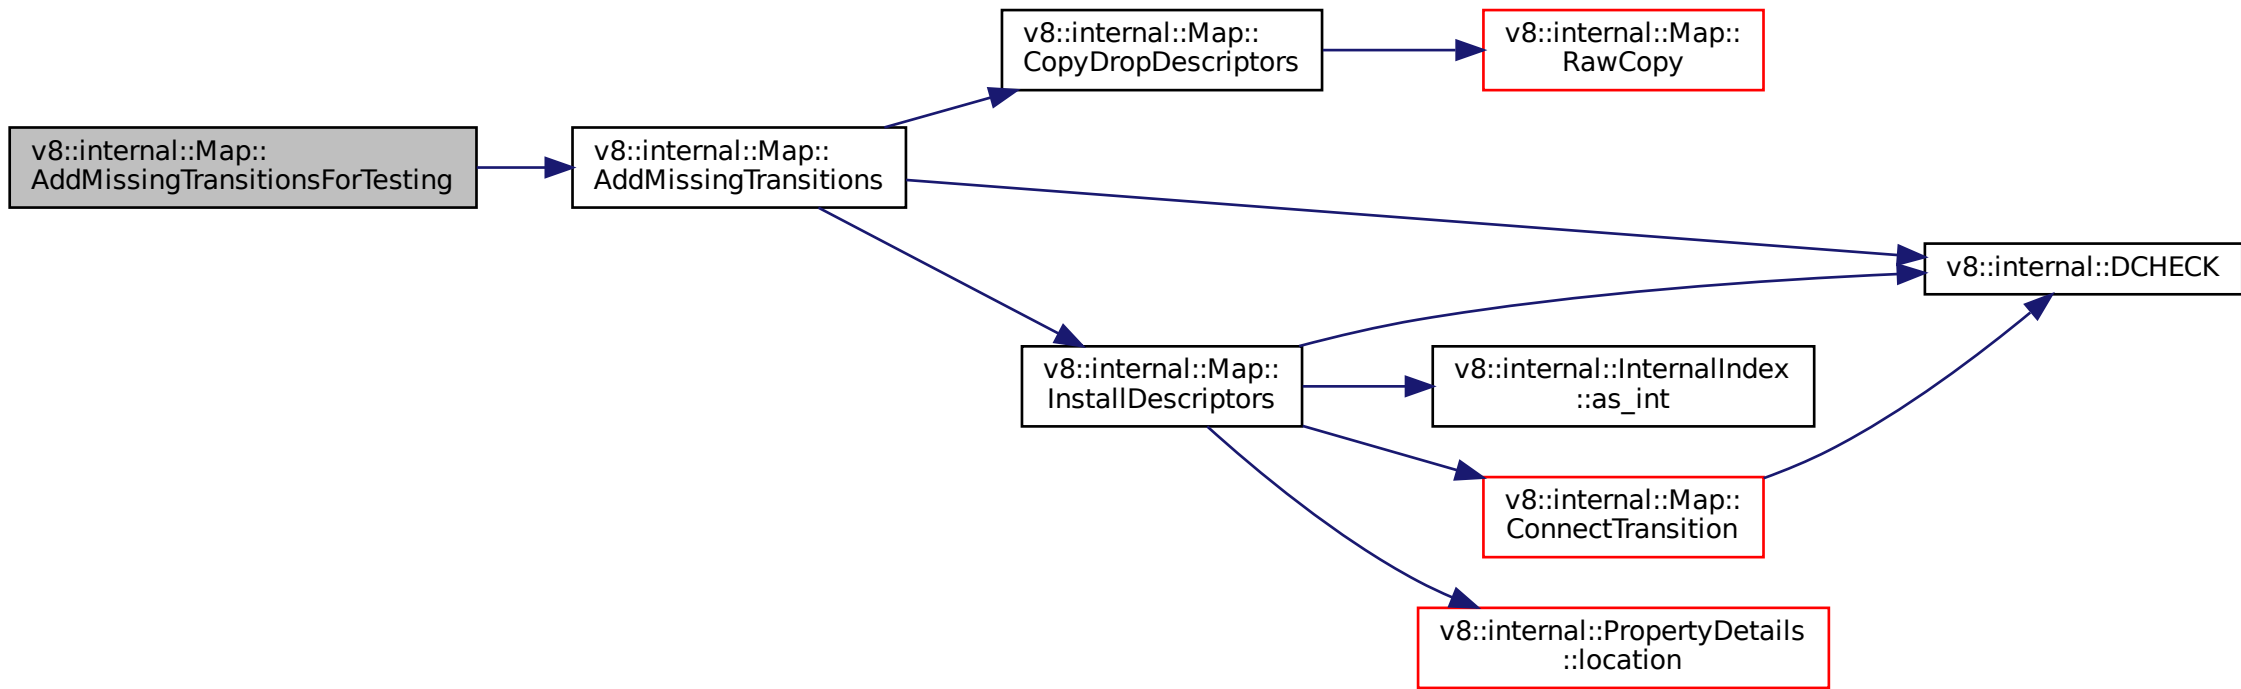 v8::internal::Map::
AddMissingTransitionsForTesting
v8::internal::Map::
AddMissingTransitions
v8::internal::Map::
CopyDropDescriptors
v8::internal::Map::
RawCopy
v8::internal::DCHECK
v8::internal::Map::
InstallDescriptors
v8::internal::InternalIndex
::as_int
v8::internal::Map::
ConnectTransition
v8::internal::PropertyDetails
::location